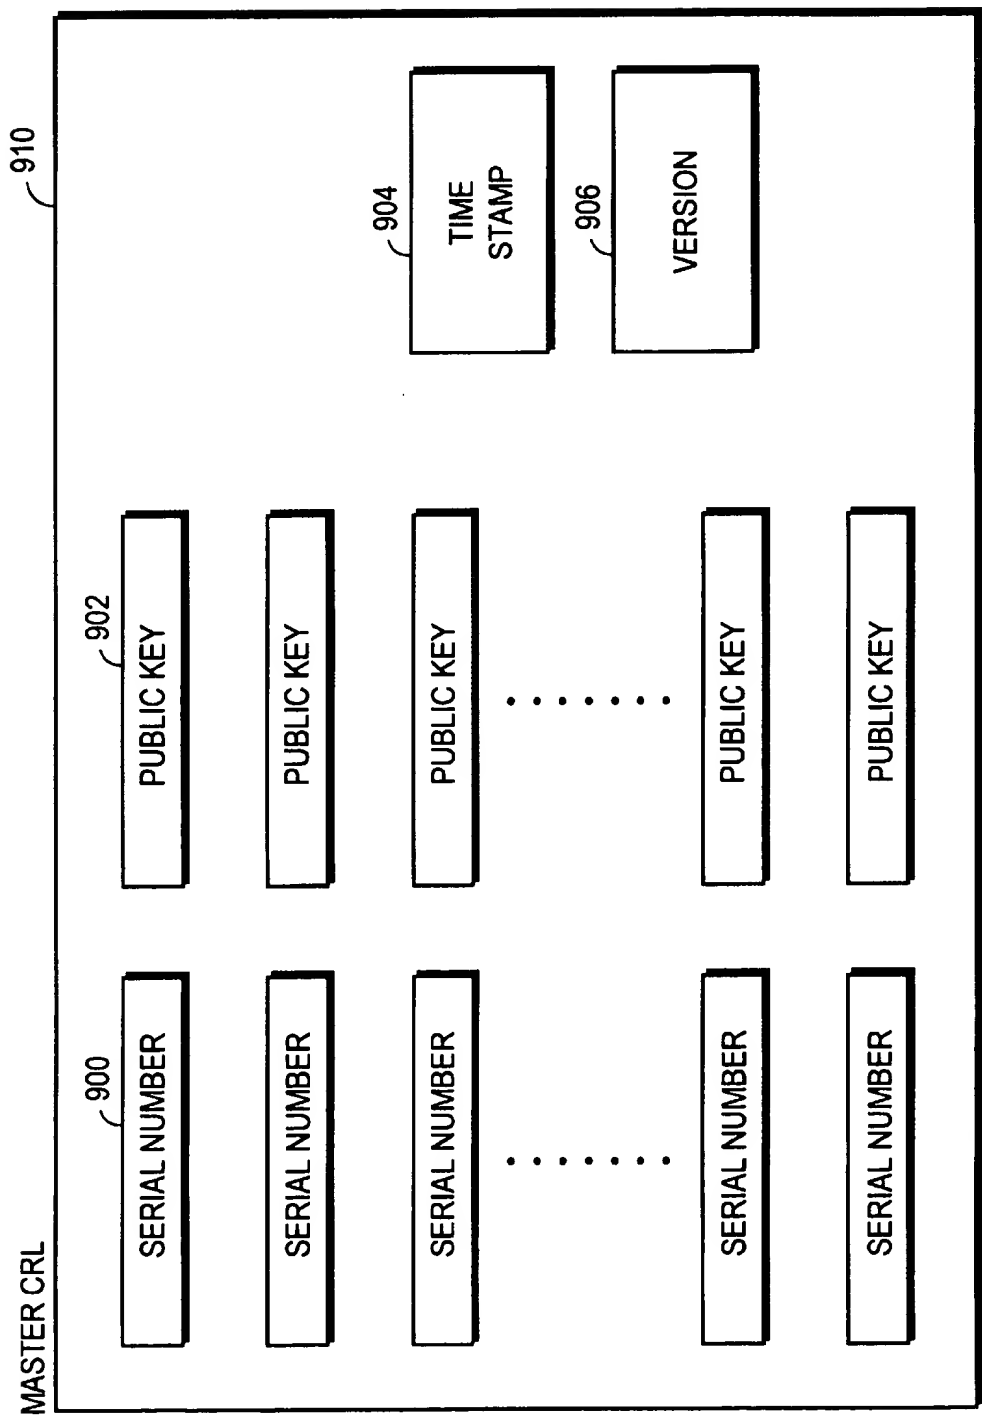 MASTER CRL
910
900
902
SERIAL NUMBER
PUBLIC KEY
SERIAL NUMBER
PUBLIC KEY
SERIAL NUMBER
PUBLIC KEY
904
TIME
STAMP
906
VERSION
SERIAL NUMBER
PUBLIC KEY
SERIAL NUMBER
PUBLIC KEY